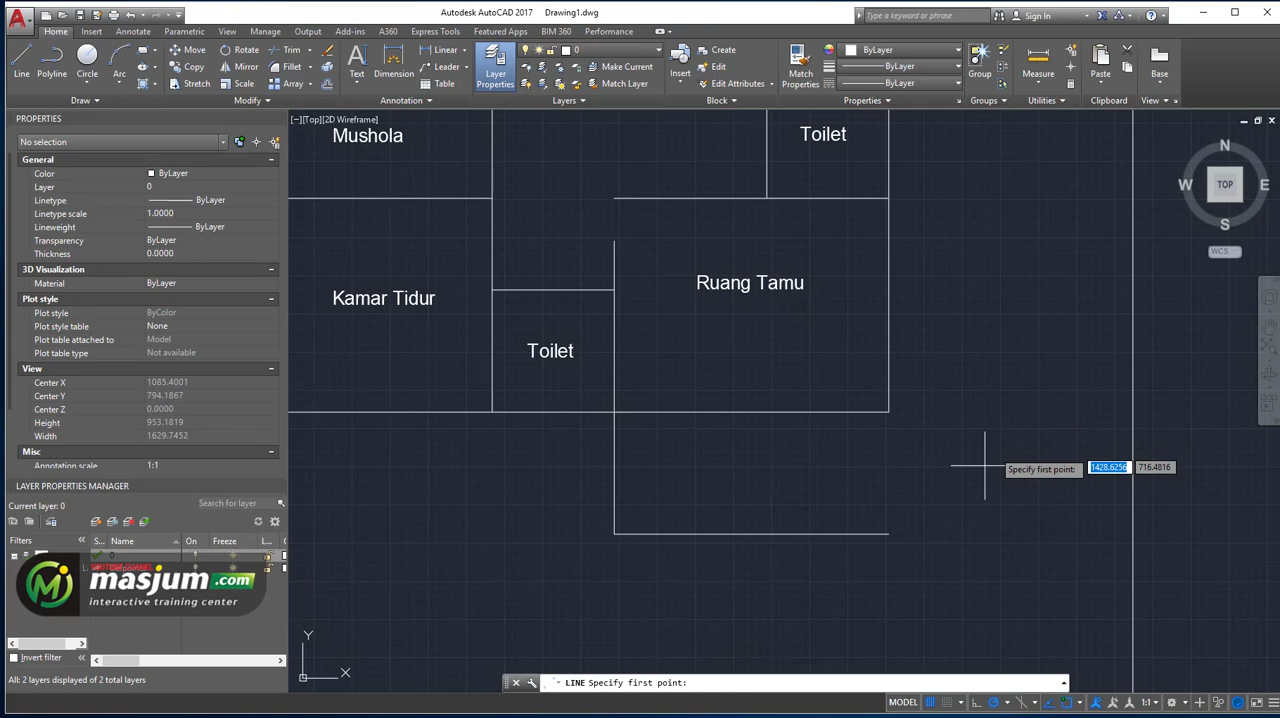 Autodesk AutoCAD 2017 Drawing1.dwg
Type a keyword or phrase
Sign In
Home Insert Annotate Parametric View Manage Output Add-ins A360 Express Tools Featured Apps BIM 360 Performance
Line Polyline Circle Arc
Move Rotate Trim
Copy Mirror Fillet
Stretch Scale Array
Text Dimension
Linear
Leader
Table
Layer Properties
0
Make Current
Match Layer
Insert
Create
Edit
Edit Attributes
Match Properties
ByLayer
ByLayer
ByLayer
Group Measure Paste Base
Draw Modify Annotation Layers Block Properties Groups Utilities Clipboard View
PROPERTIES
No selection
General
Color ByLayer
Layer 0
Linetype ByLayer
Linetype scale 1.0000
Lineweight ByLayer
Transparency ByLayer
Thickness 0.0000
3D Visualization
Material ByLayer
Plot style
Plot style ByColor
Plot style table None
Plot table attached to Model
Plot table type Not available
View
Center X 1085.4001
Center Y 794.1867
Center Z 0.0000
Height 953.1819
Width 1629.7452
Misc
Annotation scale 1:1
LAYER PROPERTIES MANAGER
Current layer: 0
Search for layer
Filters S.. Name On Freeze L...
0
masjum.com
interactive training center
Invert filter
All: 2 layers displayed of 2 total layers
[−][Top][2D Wireframe]
Mushola
Toilet
Kamar Tidur
Ruang Tamu
Toilet
N
W TOP E
S
WCS
Specify first point: 1428.6256 716.4816
Y
X
LINE Specify first point:
MODEL 1:1